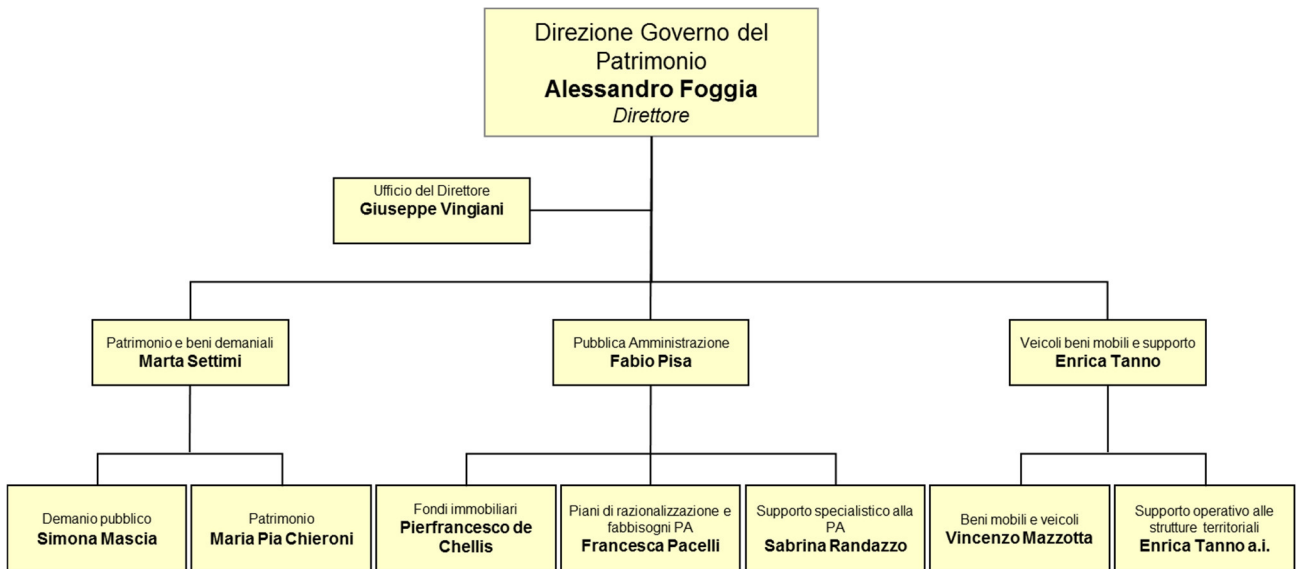 Direzione Governo del
Patrimonio
Alessandro Foggia
Direttore
Ufficio del Direttore
Giuseppe Vingiani
Patrimonio e beni demaniali
Marta Settimi
Pubblica Amministrazione
Fabio Pisa
Veicoli beni mobili e supporto
Enrica Tanno
Demanio pubblico
Simona Mascia
Patrimonio
Maria Pia Chieroni
Fondi immobiliari
Pierfrancesco de
Chellis
Piani di razionalizzazione e
fabbisogni PA
Francesca Pacelli
Supporto specialistico alla
PA
Sabrina Randazzo
Beni mobili e veicoli
Vincenzo Mazzotta
Supporto operativo alle
strutture territoriali
Enrica Tanno a.i.